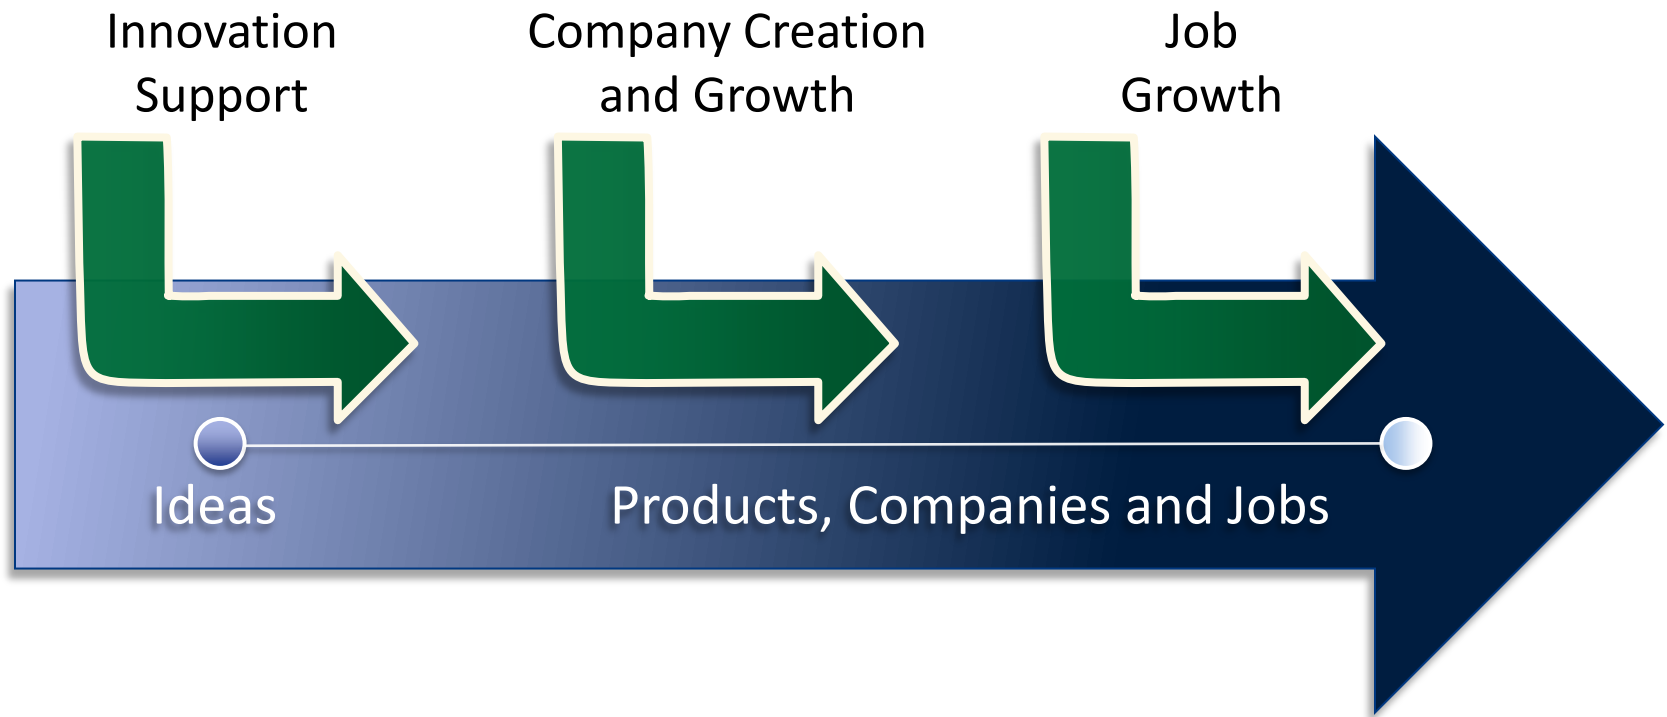 Innovation
Support
Company Creation
and Growth
Job
Growth
Ideas
Products, Companies and Jobs